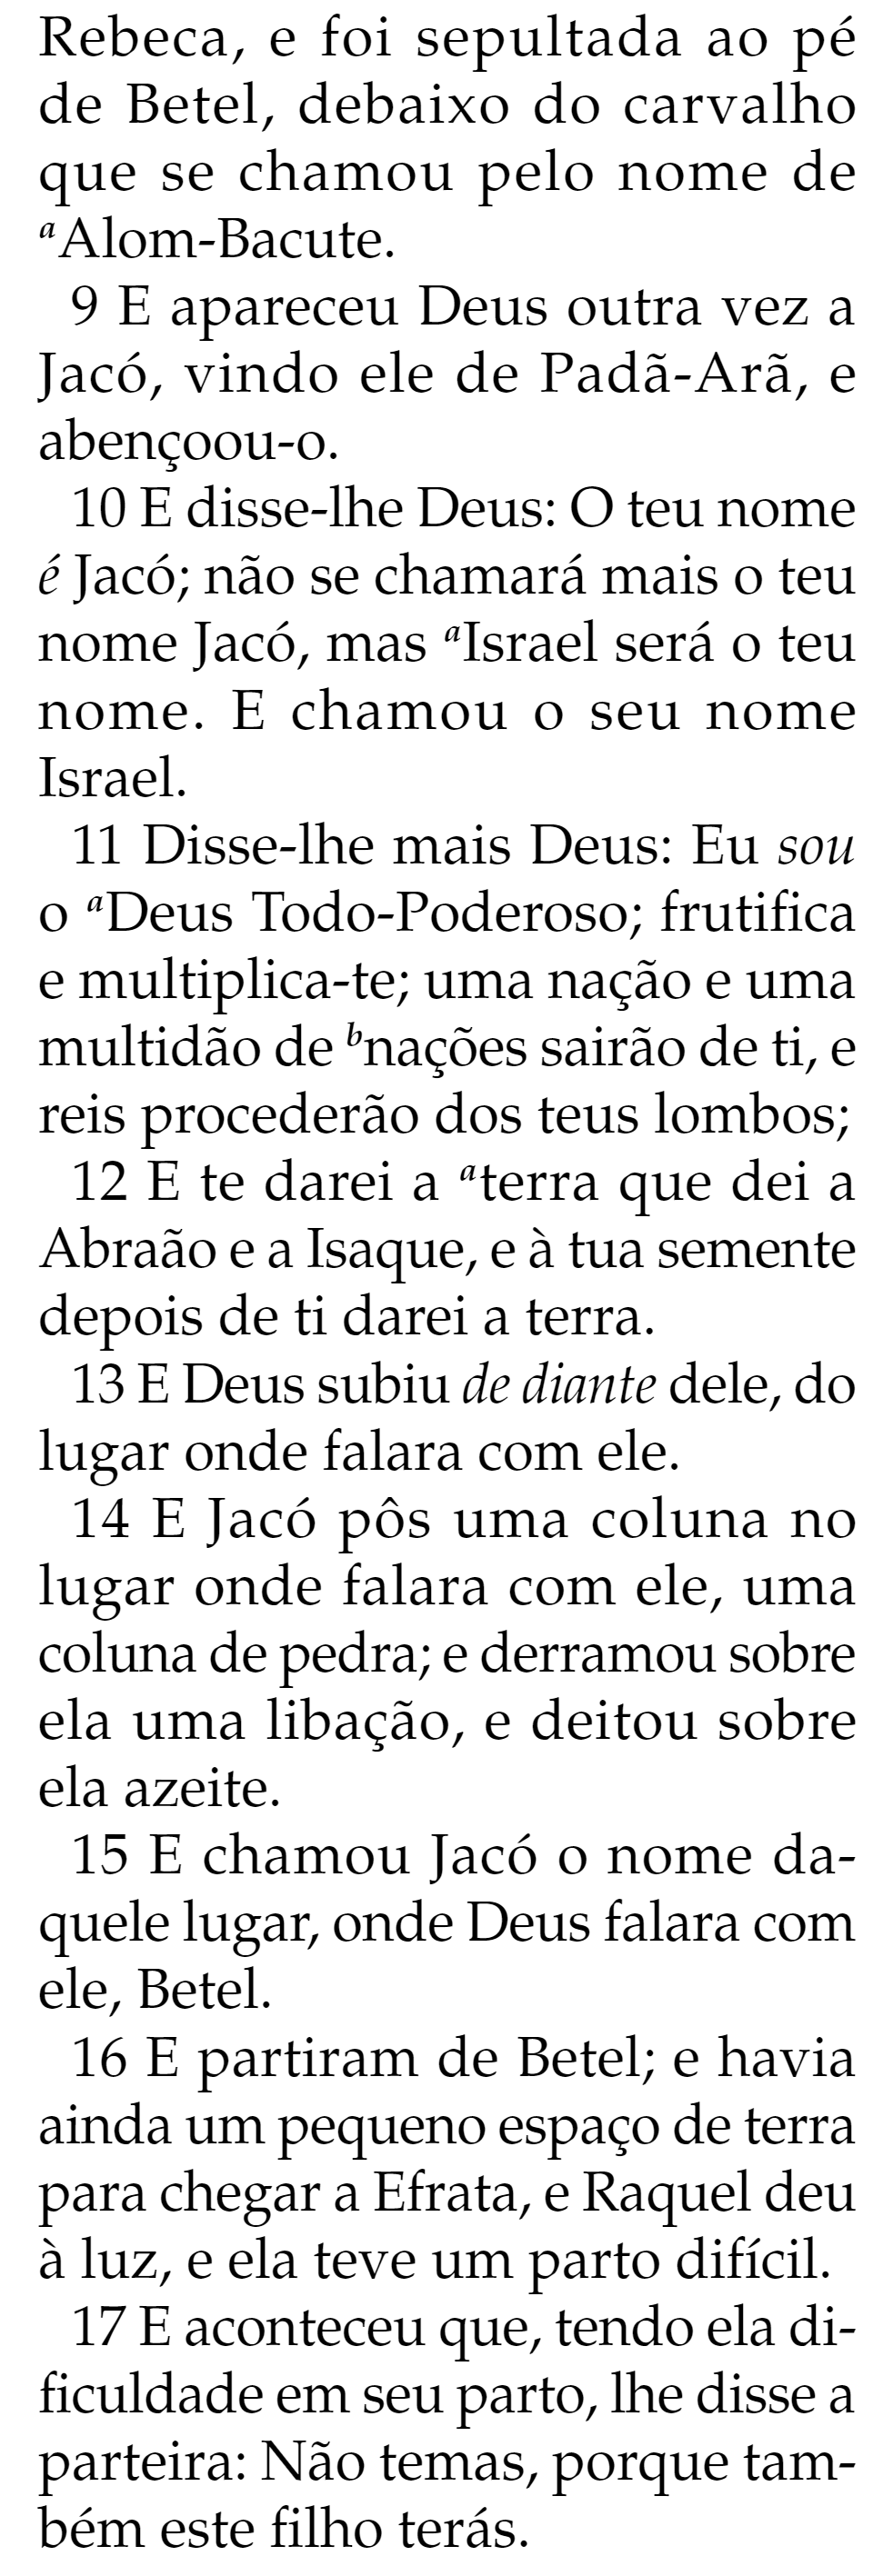 Rebeca, e foi sepultada ao pé
de Betel, debaixo do carvalho
que se chamou pelo nome de
aAlom-Bacute.
9 E apareceu Deus outra vez a
Jacó, vindo ele de Padã-Arã, e
abençoou-o.
10 E disse-lhe Deus: O teu nome
é Jacó; não se chamará mais o teu
nome Jacó, mas aIsrael será o teu
nome. E chamou o seu nome
Israel.
11 Disse-lhe mais Deus: Eu sou
o aDeus Todo-Poderoso; frutifica
e multiplica-te; uma nação e uma
multidão de bnações sairão de ti, e
reis procederão dos teus lombos;
12 E te darei a aterra que dei a
Abraão e a Isaque, e à tua semente
depois de ti darei a terra.
13 E Deus subiu de diante dele, do
lugar onde falara com ele.
14 E Jacó pôs uma coluna no
lugar onde falara com ele, uma
coluna de pedra; e derramou sobre
ela uma libação, e deitou sobre
ela azeite.
15 E chamou Jacó o nome da-
quele lugar, onde Deus falara com
ele, Betel.
16 E partiram de Betel; e havia
ainda um pequeno espaço de terra
para chegar a Efrata, e Raquel deu
à luz, e ela teve um parto difícil.
17 E aconteceu que, tendo ela di-
ficuldade em seu parto, lhe disse a
parteira: Não temas, porque tam-
bém este filho terás.